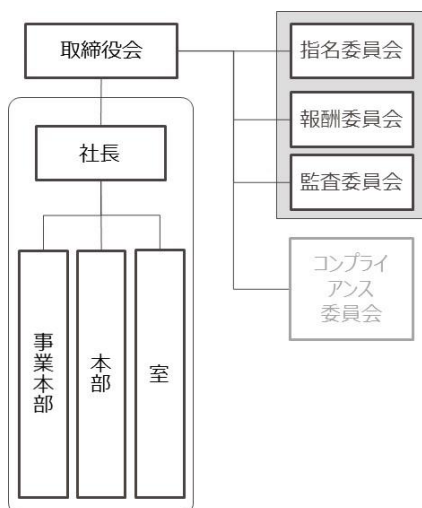 取締役会
指名委員会
報酬委員会
監査委員会
コンプライ
アンス
委員会
社長
事業本部
本部
室